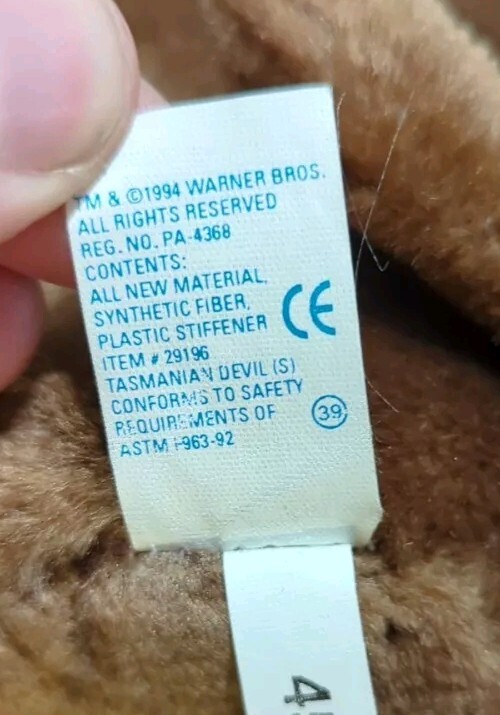 TM & ©1994 WARNER BROS.
ALL RIGHTS RESERVED
REG. NO. PA-4368
CONTENTS:
ALL NEW MATERIAL,
SYNTHETIC FIBER,
PLASTIC STIFFENER
CE
ITEM # 29196
TASMANIAN DEVIL (S)
CONFORMS TO SAFETY
REQUIREMENTS OF
39
ASTM F963-92